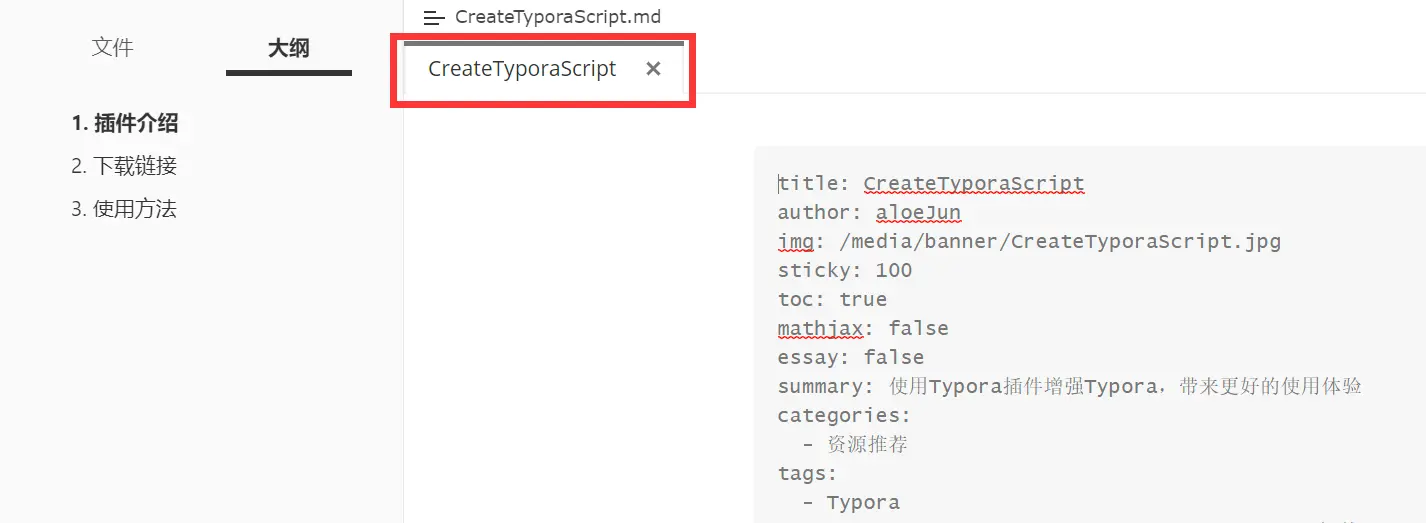 文件
大纲
1. 插件介绍
2. 下载链接
3. 使用方法
CreateTyporaScript.md
CreateTyporaScript ×
title: CreateTyporaScript
author: aloeJun
img: /media/banner/CreateTyporaScript.jpg
sticky: 100
toc: true
mathjax: false
essay: false
summary: 使用Typora插件增强Typora，带来更好的使用体验
categories:
- 资源推荐
tags:
- Typora